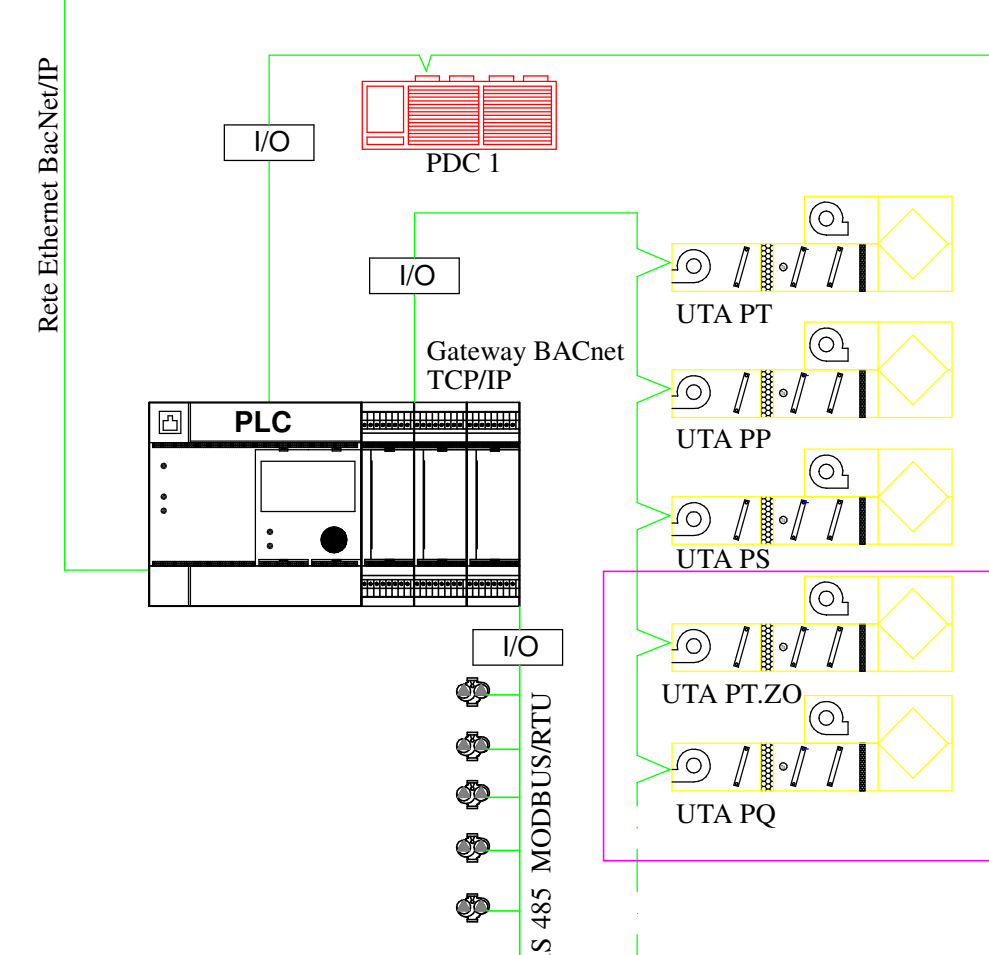 Rete Ethernet BacNet/IP
I/O
PDC 1
I/O
UTA PT
Gateway BACnet
TCP/IP
PLC
UTA PP
UTA PS
I/O
UTA PT.ZO
UTA PQ
S 485 MODBUS/RTU